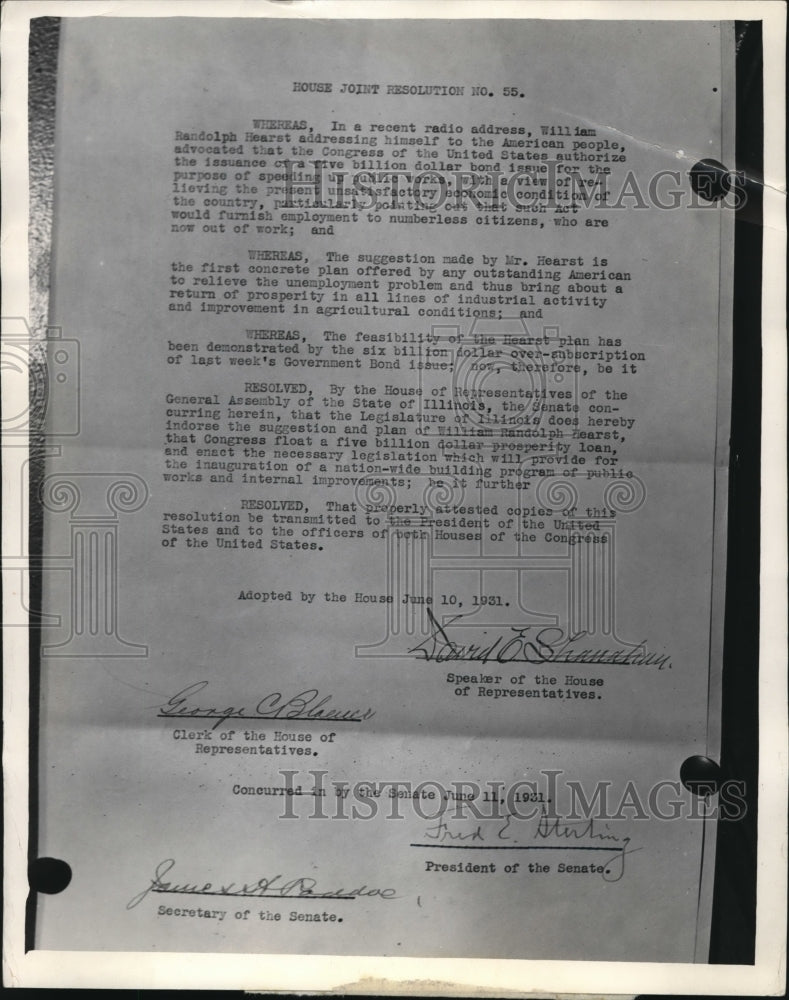 HOUSE JOINT RESOLUTION NO. 55.
WHEREAS, In a recent radio address, William
Randolph Hearst addressing himself to the American people,
advocated that the Congress of the United States authorize
the issuance of a five billion dollar bond issue for the
purpose of speeding up public works, with a view of re-
lieving the present unsatisfactory economic condition of
the country, particularly pointing out that such Act
would furnish employment to numberless citizens, who are
now out of work; and
WHEREAS, The suggestion made by Mr. Hearst is
the first concrete plan offered by any outstanding American
to relieve the unemployment problem and thus bring about a
return of prosperity in all lines of industrial activity
and improvement in agricultural conditions; and
WHEREAS, The feasibility of the Hearst plan has
been demonstrated by the six billion dollar over-subscription
of last week's Government Bond issue; now, therefore, be it
RESOLVED, By the House of Representatives of the
General Assembly of the State of Illinois, the Senate con-
curring herein, that the Legislature of Illinois does hereby
indorse the suggestion and plan of William Randolph Hearst,
that Congress float a five billion dollar prosperity loan,
and enact the necessary legislation which will provide for
the inauguration of a nation-wide building program of public
works and internal improvements; be it further
RESOLVED, That properly attested copies of this
resolution be transmitted to the President of the United
States and to the officers of both Houses of the Congress
of the United States.
Adopted by the House June 10, 1931.
David E Shanahan
Speaker of the House
of Representatives.
George C Blaeuer
Clerk of the House of
Representatives.
Concurred in by the Senate June 11, 1931.
Fred E. Sterling
President of the Senate.
James H Paddock
Secretary of the Senate.
HISTORIC IMAGES
HISTORIC IMAGES